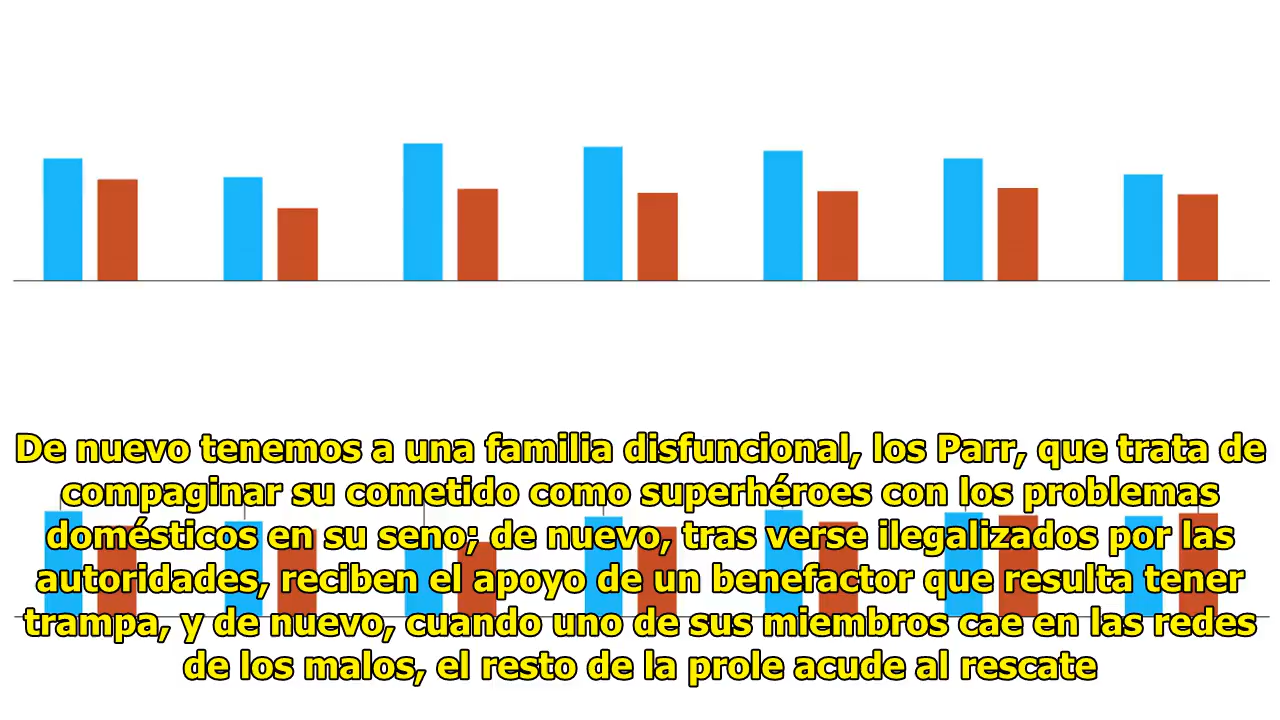 De nuevo tenemos a una familia disfuncional, los Parr, que trata de
compaginar su cometido como superhéroes con los problemas
domésticos en su seno; de nuevo, tras verse ilegalizados por las
autoridades, reciben el apoyo de un benefactor que resulta tener
trampa, y de nuevo, cuando uno de sus miembros cae en las redes
de los malos, el resto de la prole acude al rescate